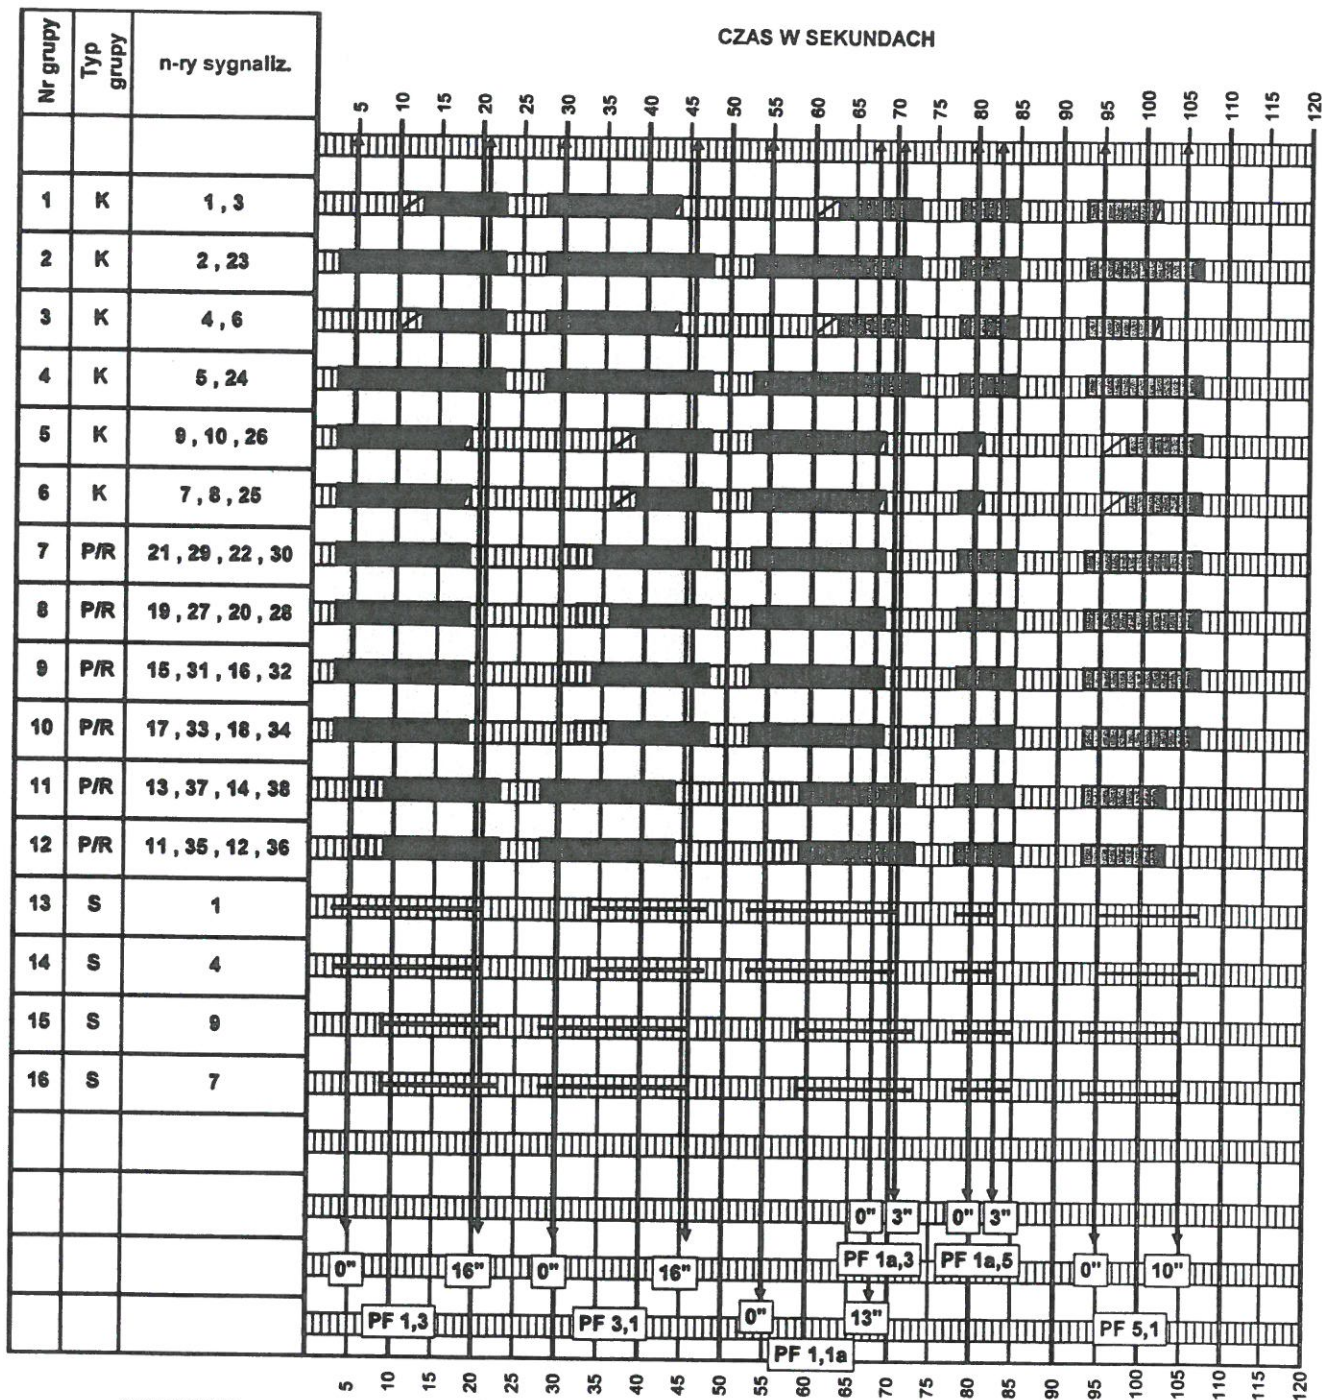 CZAS W SEKUNDACH
Nr grupy Typ grupy n-ry sygnaliz.
5 10 15 20 25 30 35 40 45 50 55 60 65 70 75 80 85 90 95 100 105 110 115 120
1 K 1 , 3
2 K 2 , 23
3 K 4 , 6
4 K 5 , 24
5 K 9 , 10 , 26
6 K 7 , 8 , 25
7 P/R 21 , 29 , 22 , 30
8 P/R 19 , 27 , 20 , 28
9 P/R 15 , 31 , 16 , 32
10 P/R 17 , 33 , 18 , 34
11 P/R 13 , 37 , 14 , 38
12 P/R 11 , 35 , 12 , 36
13 S 1
14 S 4
15 S 9
16 S 7
0" 3" 0" 3"
0" 16" 0" 16" PF 1a,3 PF 1a,5 0" 10"
PF 1,3 PF 3,1 0" 13" PF 5,1
PF 1,1a
5 10 15 20 25 30 35 40 45 50 55 60 65 70 75 80 85 90 95 100 105 110 115 120